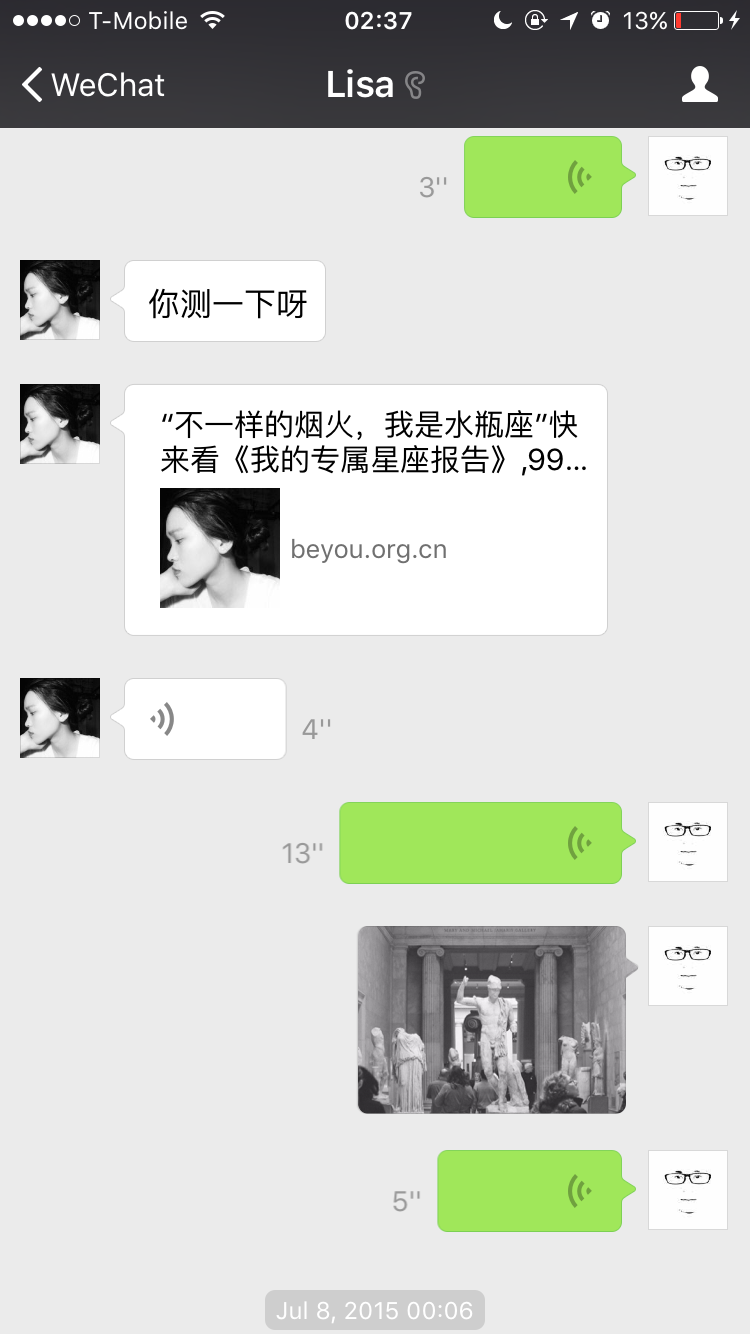 T-Mobile 02:37 13%
WeChat Lisa
3''
你测一下呀
“不一样的烟火，我是水瓶座”快
来看《我的专属星座报告》,99...
beyou.org.cn
4''
13''
5''
Jul 8, 2015 00:06